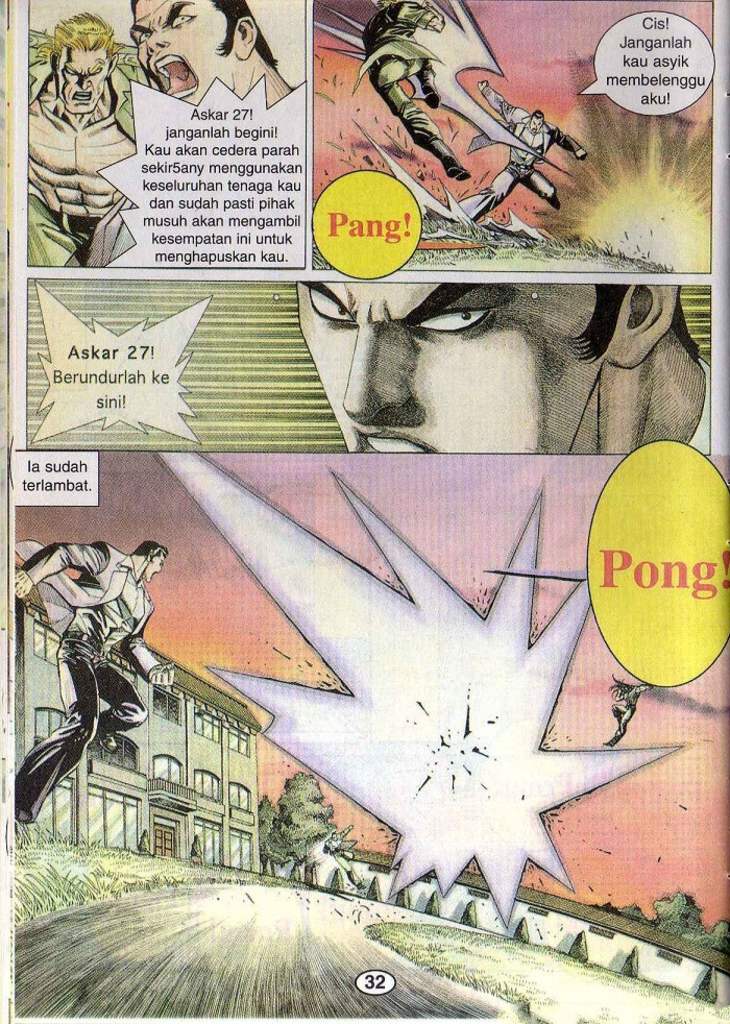 Askar 27!
janganlah begini!
Kau akan cedera parah
sekir5any menggunakan
keseluruhan tenaga kau
dan sudah pasti pihak
musuh akan mengambil
kesempatan ini untuk
menghapuskan kau.
Cis!
Janganlah
kau asyik
membelenggu
aku!
Pang!
Askar 27!
Berundurlah ke
sini!
Ia sudah
terlambat.
Pong!
32